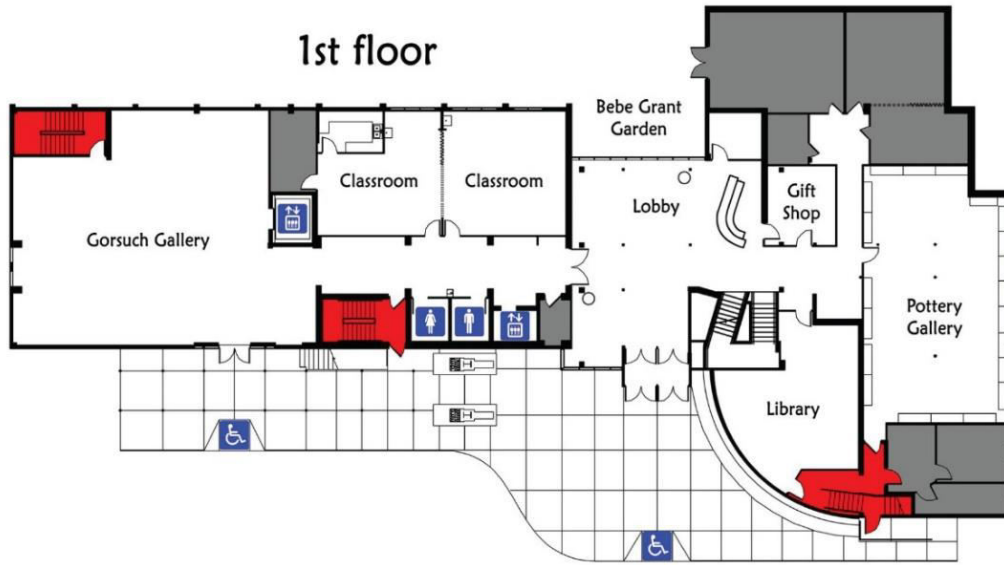 1st floor
Bebe Grant
Garden
Classroom
Classroom
Lobby
Gift
Shop
Gorsuch Gallery
Pottery
Gallery
Library